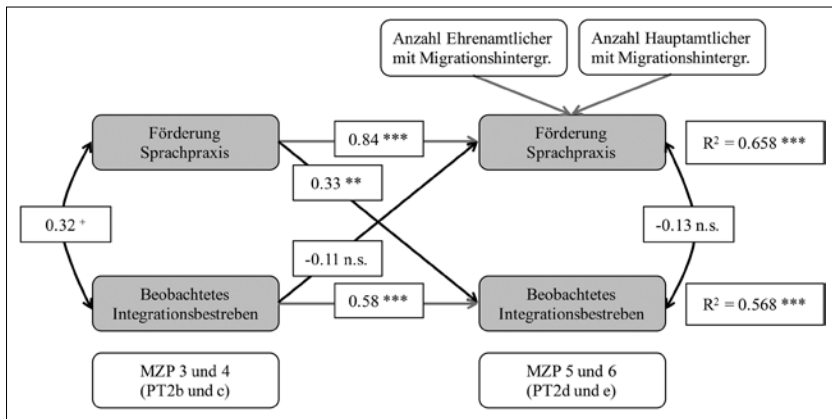 Anzahl Ehrenamtlicher
mit Migrationshintergr.
Anzahl Hauptamtlicher
mit Migrationshintergr.
Förderung
Sprachpraxis
0.84 ***
Förderung
Sprachpraxis
R² = 0.658 ***
0.33 **
0.32 +
-0.13 n.s.
-0.11 n.s.
Beobachtetes
Integrationsbestreben
0.58 ***
Beobachtetes
Integrationsbestreben
R² = 0.568 ***
MZP 3 und 4
(PT2b und c)
MZP 5 und 6
(PT2d und e)